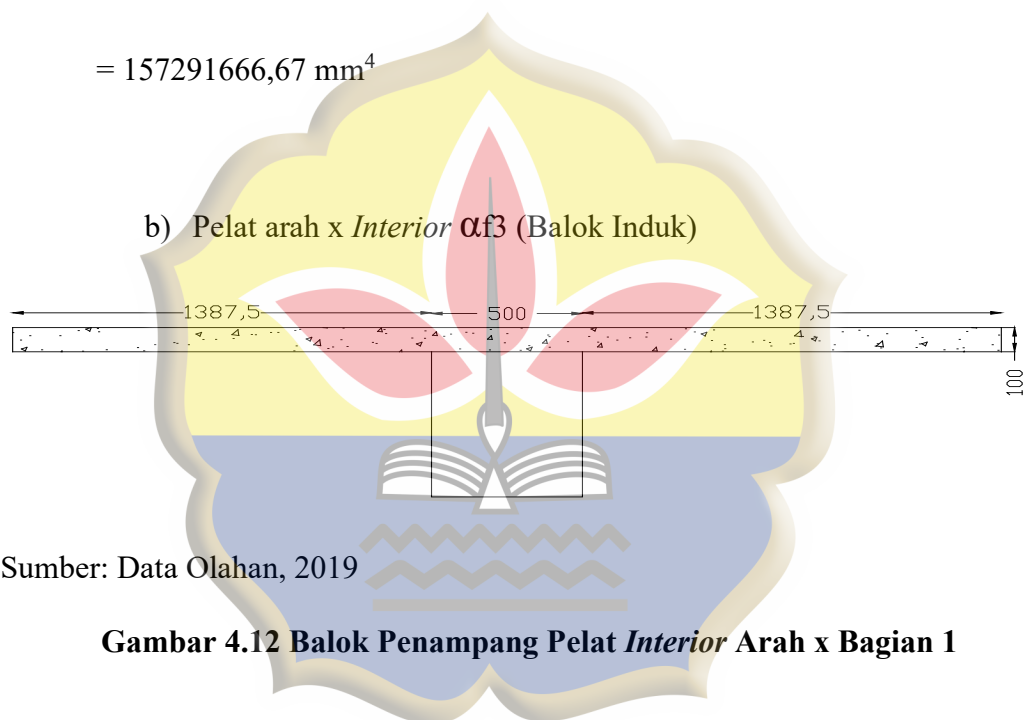 = 157291666,67 mm⁴
b) Pelat arah x Interior αf3 (Balok Induk)
1387,5 500 1387,5
100
Sumber: Data Olahan, 2019
Gambar 4.12 Balok Penampang Pelat Interior Arah x Bagian 1